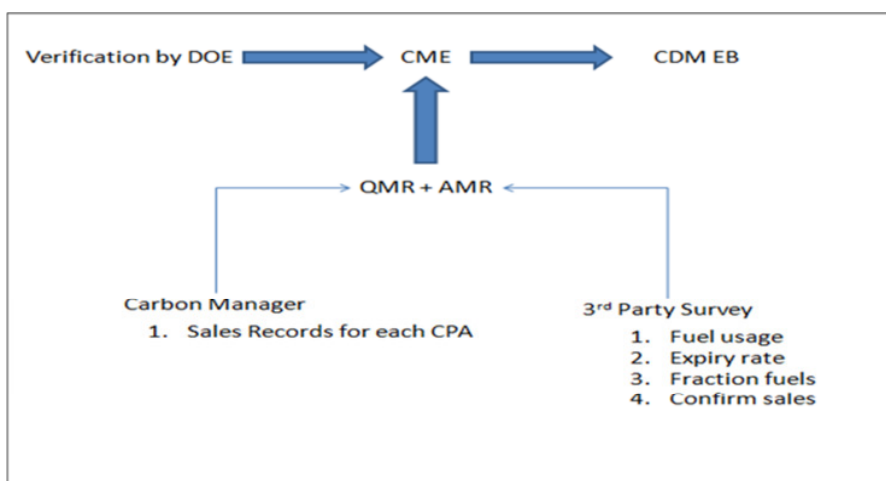 Verification by DOE
CME
CDM EB
QMR + AMR
Carbon Manager
1. Sales Records for each CPA
3rd Party Survey
1. Fuel usage
2. Expiry rate
3. Fraction fuels
4. Confirm sales